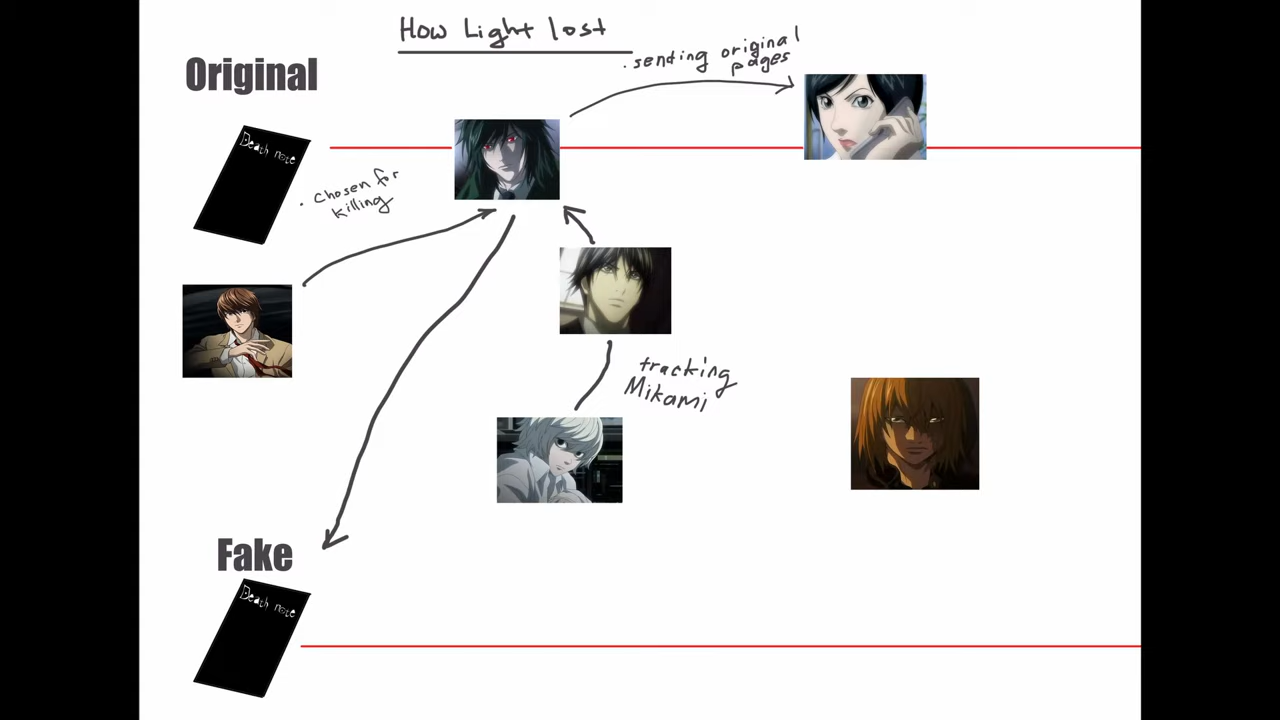 How Light lost
. sending original
pages
Original
Death note
. chosen for
killing
tracking
Mikami
Fake
Death note